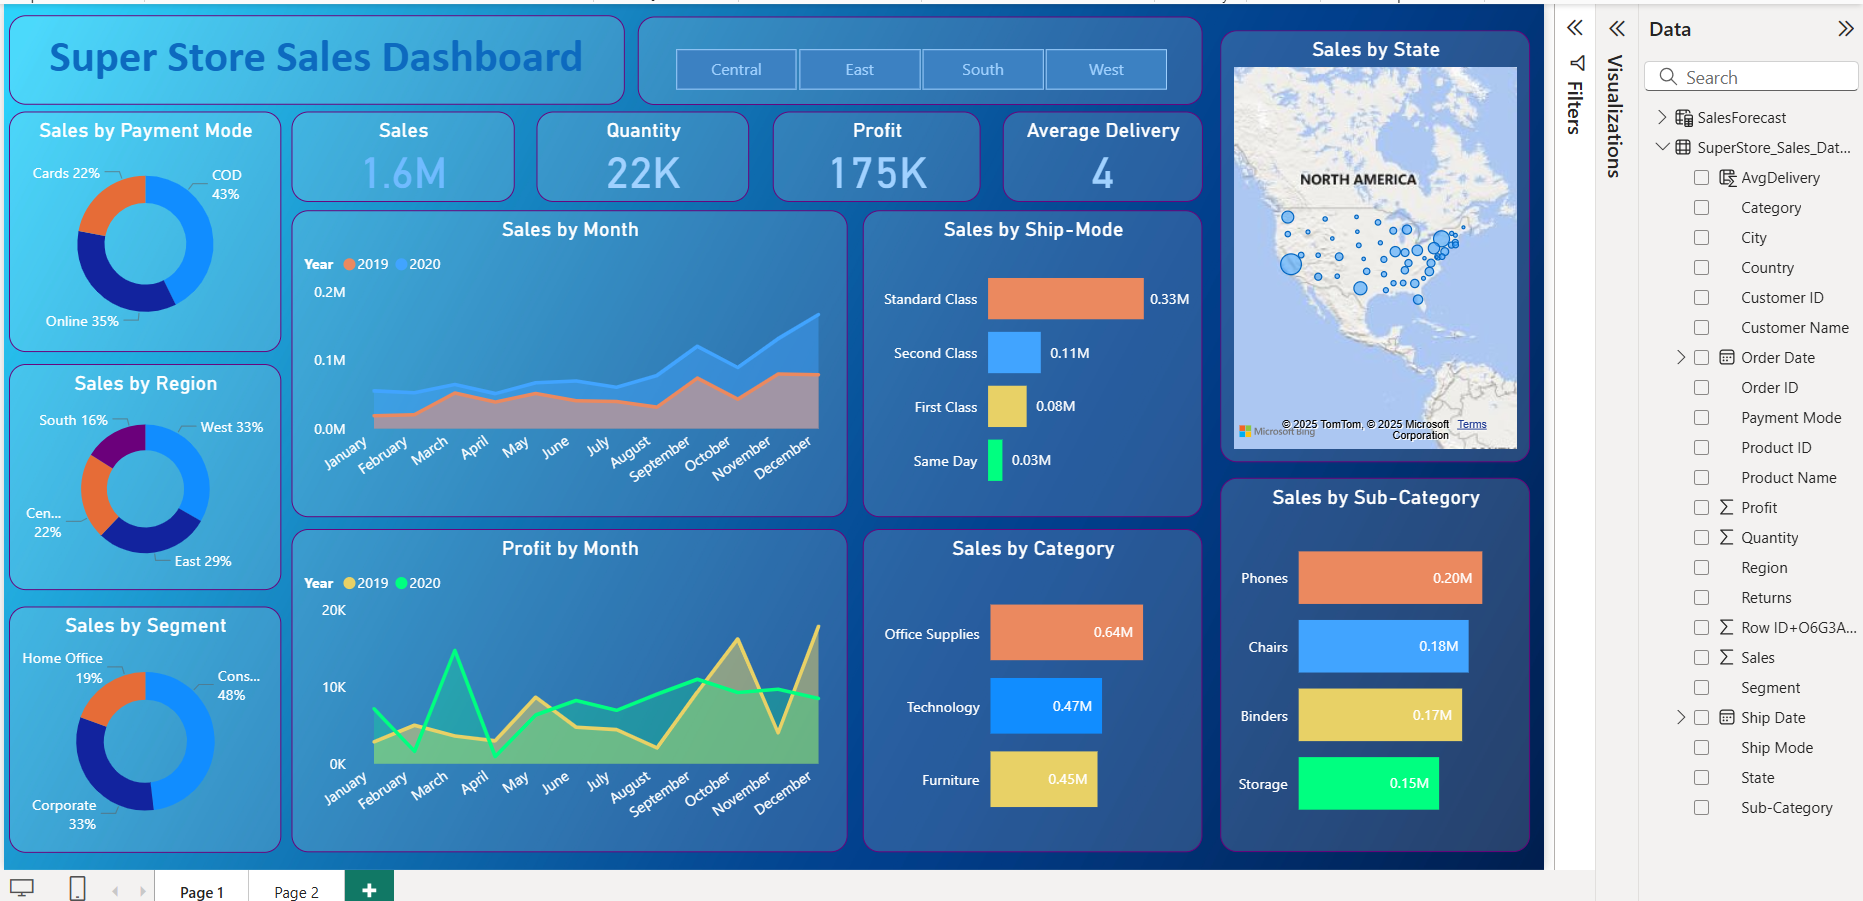 Super Store Sales Dashboard
Central
East
South
West
Sales by Payment Mode
Cards 22%
COD
43%
Online 35%
Sales
1.6M
Quantity
22K
Profit
175K
Average Delivery
4
Sales by Month
Year
2019
2020
0.2M
0.1M
0.0M
January
February
March
April
May
June
July
August
September
October
November
December
Sales by Ship-Mode
Standard Class
0.33M
Second Class
0.11M
First Class
0.08M
Same Day
0.03M
Sales by State
NORTH AMERICA
Microsoft Bing
© 2025 TomTom, © 2025 Microsoft
Corporation
Terms
Sales by Region
South 16%
West 33%
Cen...
22%
East 29%
Profit by Month
Year
2019
2020
20K
10K
0K
January
February
March
April
May
June
July
August
September
October
November
December
Sales by Category
Office Supplies
0.64M
Technology
0.47M
Furniture
0.45M
Sales by Sub-Category
Phones
0.20M
Chairs
0.18M
Binders
0.17M
Storage
0.15M
Sales by Segment
Home Office
19%
Cons...
48%
Corporate
33%
Filters
Visualizations
Data
Search
SalesForecast
SuperStore_Sales_Dat...
AvgDelivery
Category
City
Country
Customer ID
Customer Name
Order Date
Order ID
Payment Mode
Product ID
Product Name
Profit
Quantity
Region
Returns
Row ID+O6G3A...
Sales
Segment
Ship Date
Ship Mode
State
Sub-Category
Page 1
Page 2